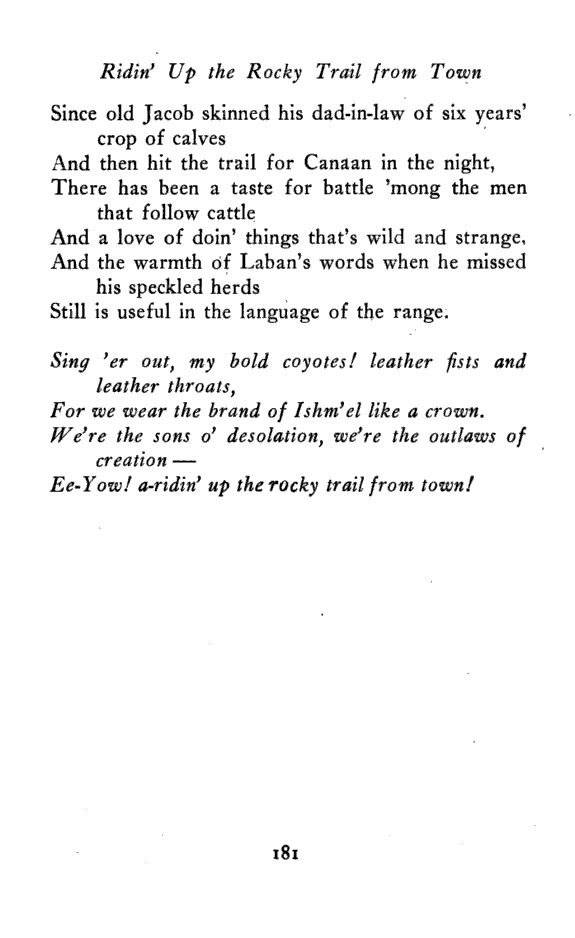 Ridin' Up the Rocky Trail from Town
Since old Jacob skinned his dad-in-law of six years'
crop of calves
And then hit the trail for Canaan in the night,
There has been a taste for battle 'mong the men
that follow cattle
And a love of doin' things that's wild and strange,
And the warmth of Laban's words when he missed
his speckled herds
Still is useful in the language of the range.
Sing 'er out, my bold coyotes! leather fists and
leather throats,
For we wear the brand of Ishm'el like a crown.
We're the sons o' desolation, we're the outlaws of
creation —
Ee-Yow! a-ridin' up the rocky trail from town!
181